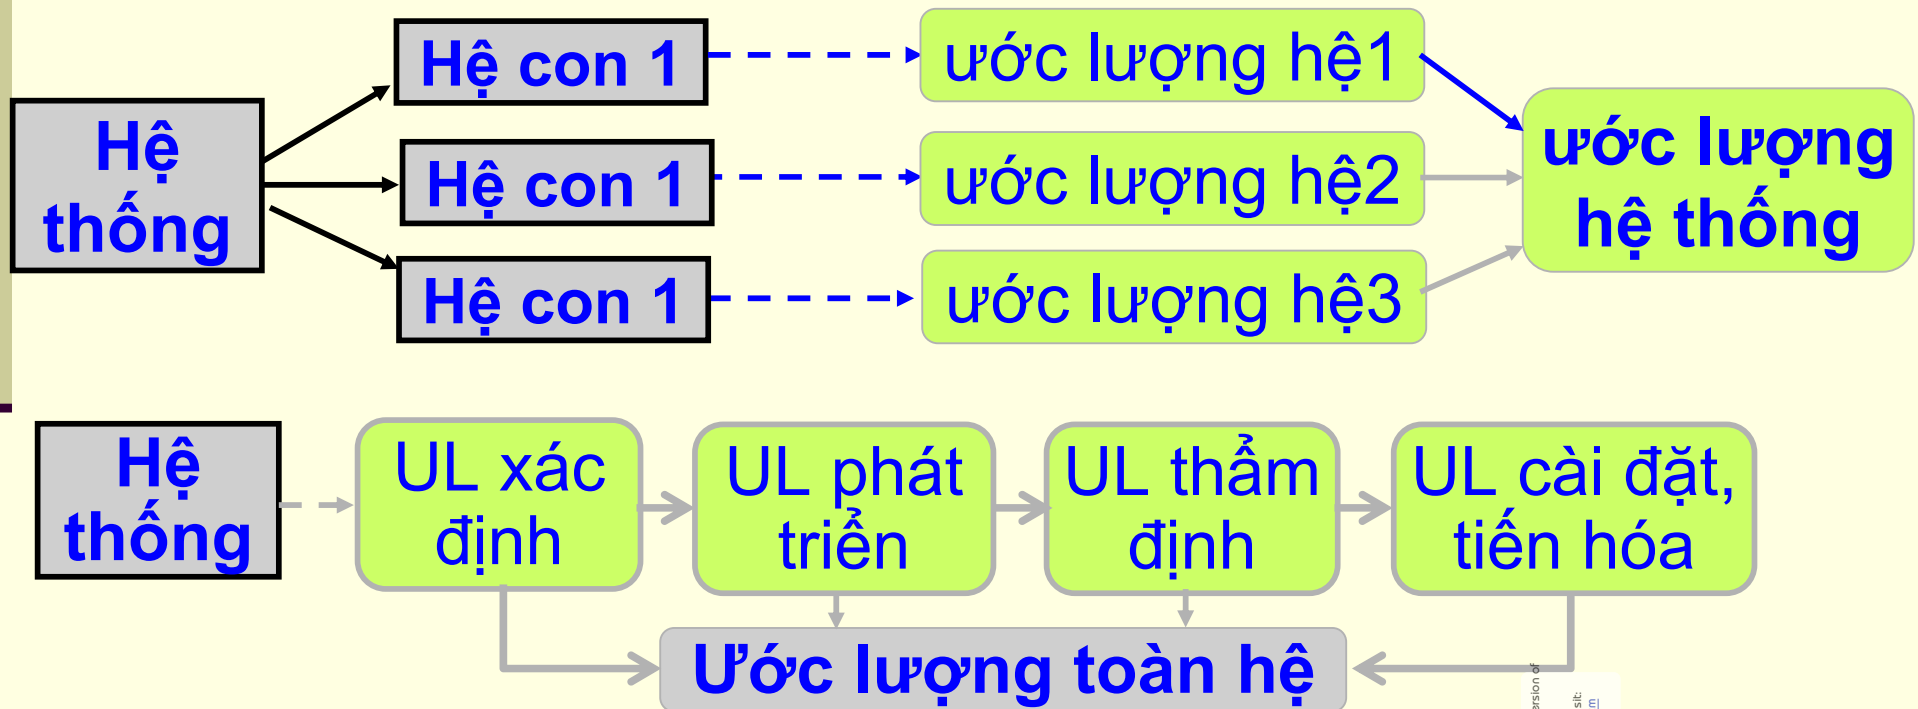 Hệ
thống
Hệ con 1
ước lượng hệ1
Hệ con 1
ước lượng hệ2
Hệ con 1
ước lượng hệ3
ước lượng
hệ thống
Hệ
thống
UL xác
định
UL phát
triển
UL thẩm
định
UL cài đặt,
tiến hóa
Ước lượng toàn hệ
of